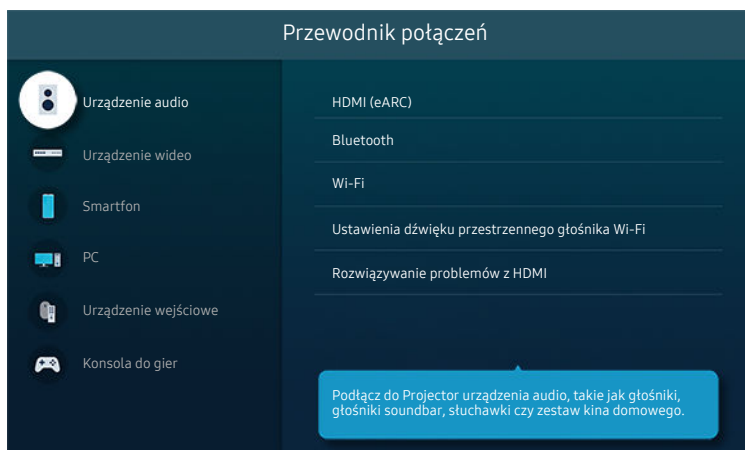 Przewodnik połączeń
Urządzenie audio
Urządzenie wideo
Smartfon
PC
Urządzenie wejściowe
Konsola do gier
HDMI (eARC)
Bluetooth
Wi-Fi
Ustawienia dźwięku przestrzennego głośnika Wi-Fi
Rozwiązywanie problemów z HDMI
Podłącz do Projector urządzenia audio, takie jak głośniki,
głośniki soundbar, słuchawki czy zestaw kina domowego.